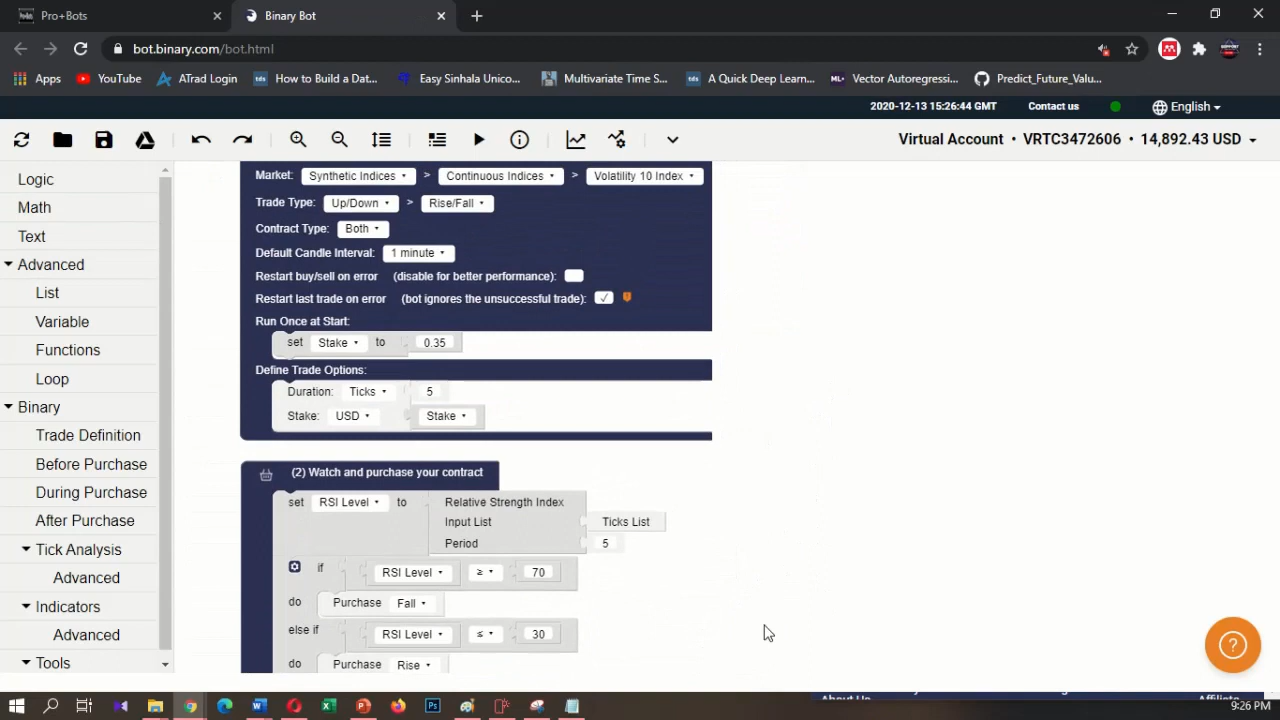 Pro+Bots
Binary Bot
bot.binary.com/bot.html
Apps
YouTube
ATrad Login
How to Build a Dat...
Easy Sinhala Unico...
Multivariate Time S...
A Quick Deep Learn...
Vector Autoregressi...
Predict_Future_Valu...
2020-12-13 15:26:44 GMT
Contact us
English
Virtual Account • VRTC3472606 • 14,892.43 USD
Logic
Math
Text
Advanced
List
Variable
Functions
Loop
Binary
Trade Definition
Before Purchase
During Purchase
After Purchase
Tick Analysis
Advanced
Indicators
Advanced
Tools
Market: Synthetic Indices > Continuous Indices > Volatility 10 Index
Trade Type: Up/Down > Rise/Fall
Contract Type: Both
Default Candle Interval: 1 minute
Restart buy/sell on error (disable for better performance):
Restart last trade on error (bot ignores the unsuccessful trade): ✓
Run Once at Start:
set Stake to 0.35
Define Trade Options:
Duration: Ticks 5
Stake: USD Stake
(2) Watch and purchase your contract
set RSI Level to Relative Strength Index
Input List Ticks List
Period 5
if RSI Level ≥ 70
do Purchase Fall
else if RSI Level ≤ 30
do Purchase Rise
?
About Us
Affiliate
9:26 PM